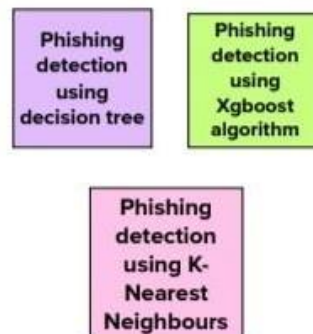 Phishing
detection
using
decision tree
Phishing
detection
using
Xgboost
algorithm
Phishing
detection
using K-
Nearest
Neighbours